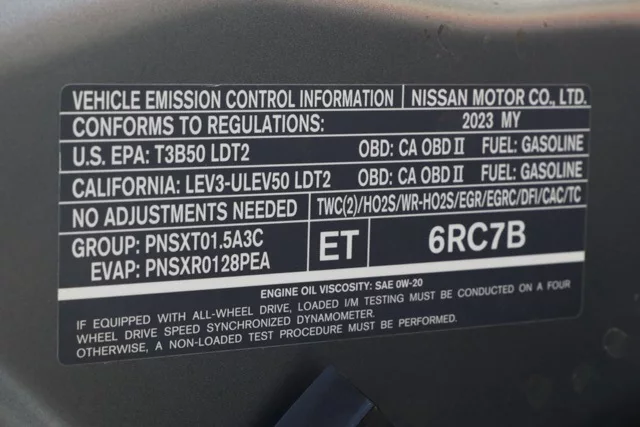 VEHICLE EMISSION CONTROL INFORMATION NISSAN MOTOR CO., LTD.
CONFORMS TO REGULATIONS: 2023 MY
U.S. EPA: T3B50 LDT2 OBD: CA OBD II FUEL: GASOLINE
CALIFORNIA: LEV3-ULEV50 LDT2 OBD: CA OBD II FUEL: GASOLINE
NO ADJUSTMENTS NEEDED TWC(2)/HO2S/WR-HO2S/EGR/EGRC/DFI/CAC/TC
GROUP: PNSXT01.5A3C
EVAP: PNSXR0128PEA
ET
6RC7B
ENGINE OIL VISCOSITY: SAE 0W-20
IF EQUIPPED WITH ALL-WHEEL DRIVE, LOADED I/M TESTING MUST BE CONDUCTED ON A FOUR
WHEEL DRIVE SPEED SYNCHRONIZED DYNAMOMETER.
OTHERWISE, A NON-LOADED TEST PROCEDURE MUST BE PERFORMED.